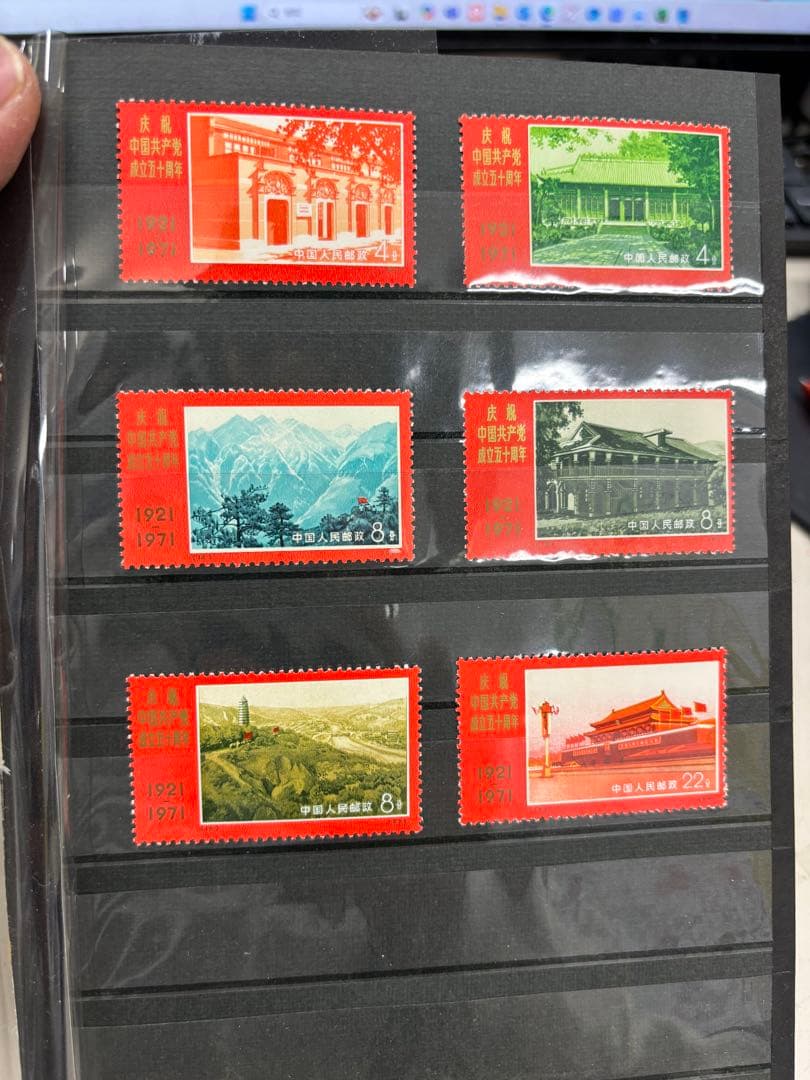 庆祝
中国共产党
成立五十周年
1921
1971
中国人民邮政 4分
庆祝
中国共产党
成立五十周年
1921
1971
中国人民邮政 4分
庆祝
中国共产党
成立五十周年
1921
1971
中国人民邮政 8分
庆祝
中国共产党
成立五十周年
1921
1971
中国人民邮政 8分
庆祝
中国共产党
成立五十周年
1921
1971
中国人民邮政 8分
庆祝
中国共产党
成立五十周年
1921
1971
中国人民邮政 22分